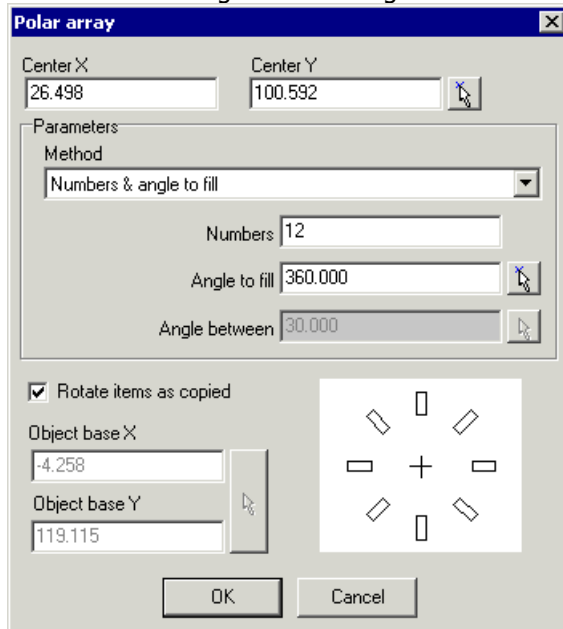 Polar array
Center X Center Y
26.498 100.592
Parameters
Method
Numbers & angle to fill
Numbers 12
Angle to fill 360.000
Angle between 30.000
Rotate items as copied
Object base X
-4.258
Object base Y
119.115
OK Cancel